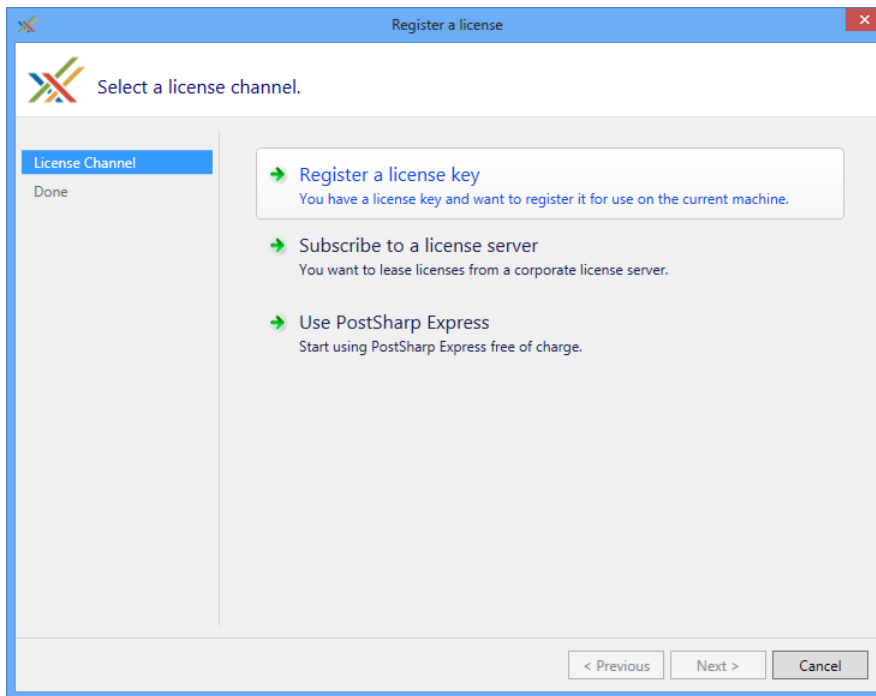 Register a license
Select a license channel.
License Channel
Done
Register a license key
You have a license key and want to register it for use on the current machine.
Subscribe to a license server
You want to lease licenses from a corporate license server.
Use PostSharp Express
Start using PostSharp Express free of charge.
< Previous
Next >
Cancel